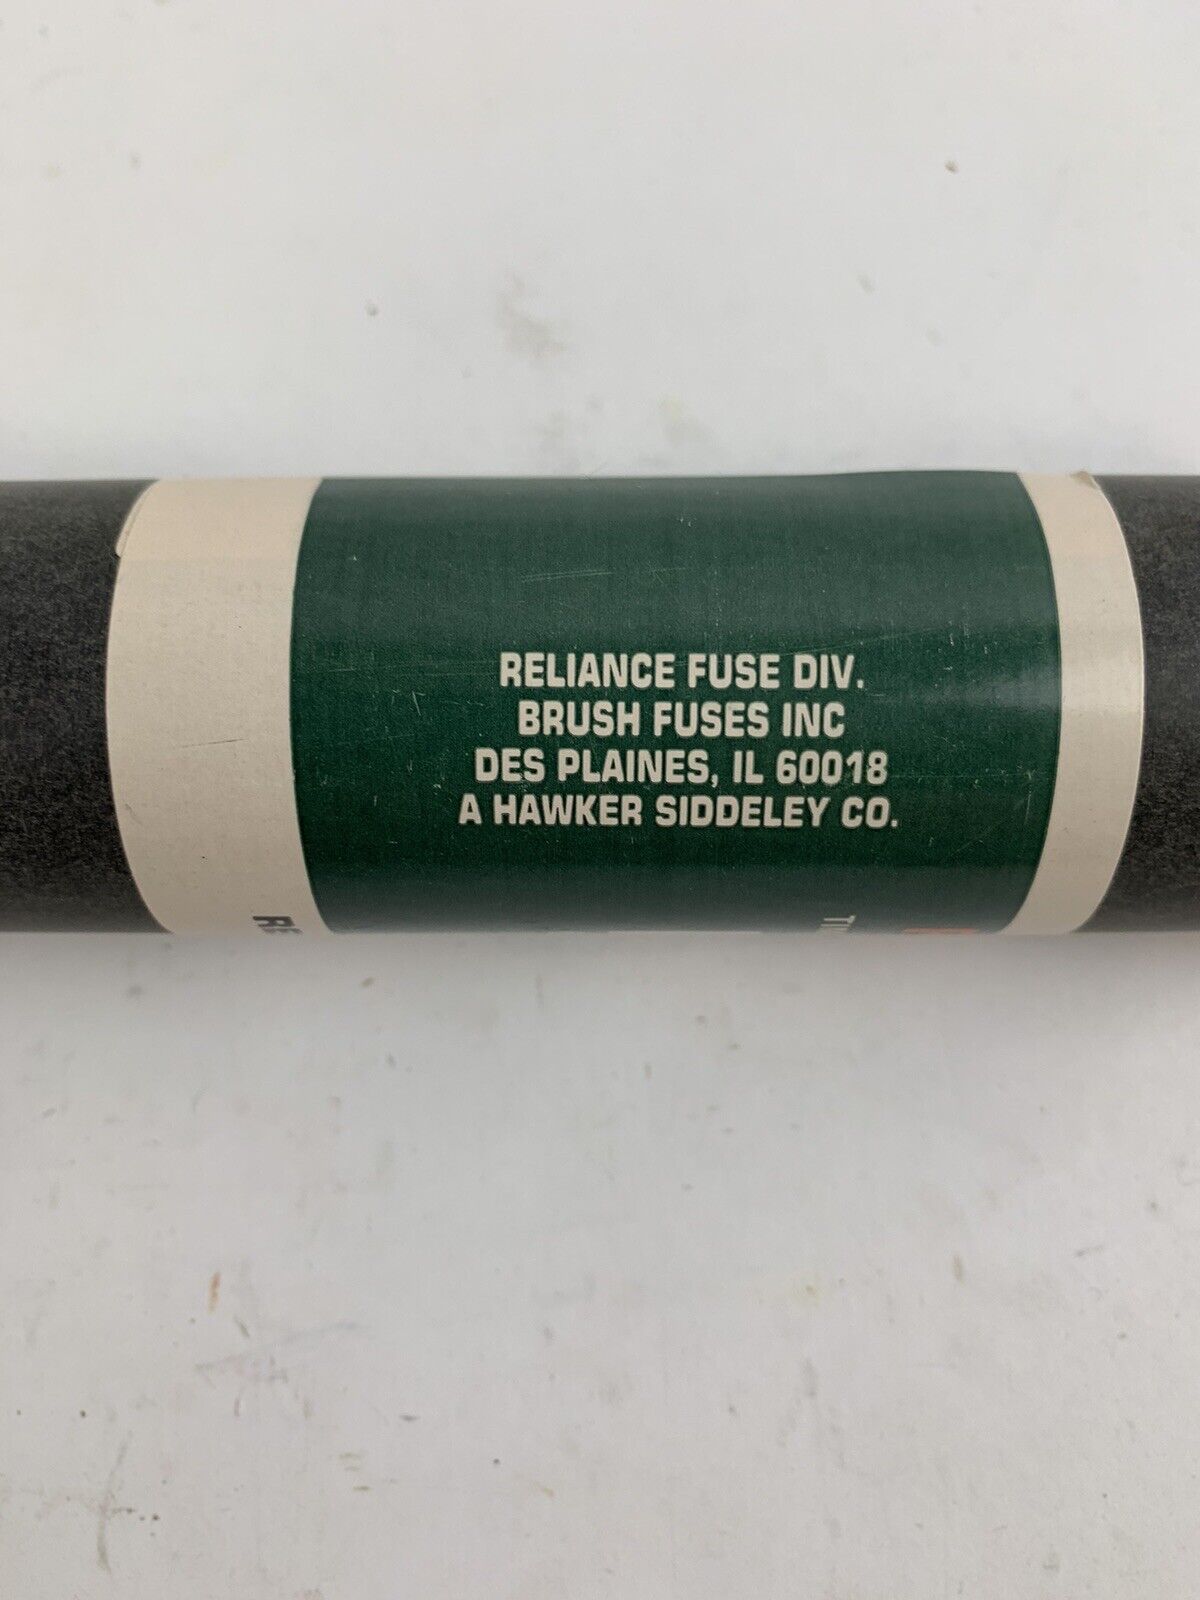 RELIANCE FUSE DIV.
BRUSH FUSES INC
DES PLAINES, IL 60018
A HAWKER SIDDELEY CO.